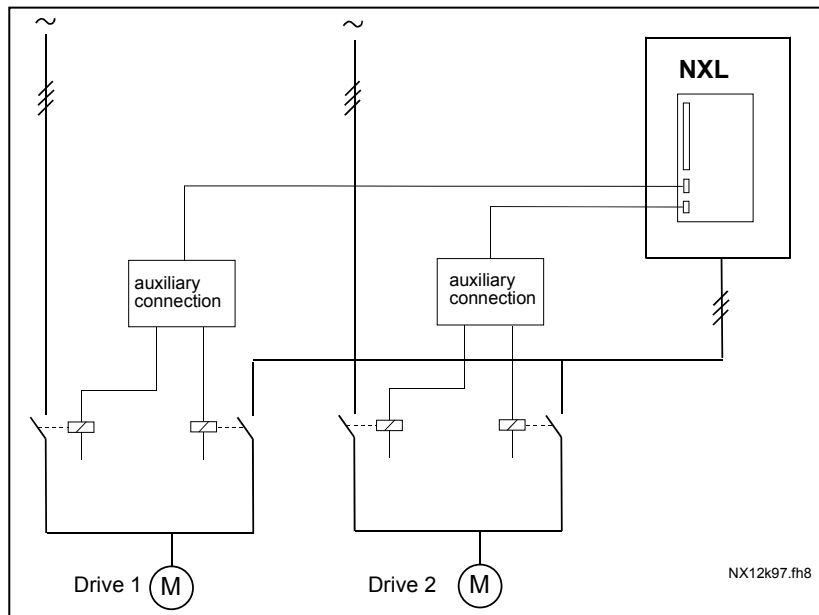 ~
~
NXL
auxiliary
connection
auxiliary
connection
Drive 1
M
Drive 2
M
NX12k97.fh8